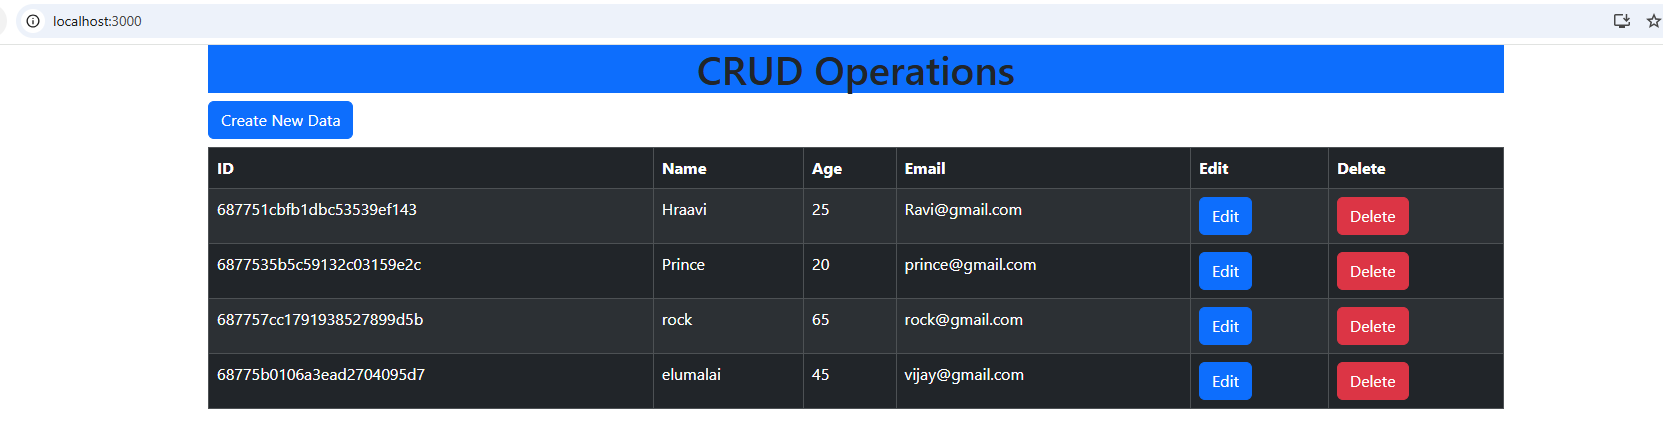 localhost:3000
CRUD Operations
Create New Data
ID Name Age Email Edit Delete
687751cbfb1dbc53539ef143 Hraavi 25 Ravi@gmail.com Edit Delete
6877535b5c59132c03159e2c Prince 20 prince@gmail.com Edit Delete
687757cc1791938527899d5b rock 65 rock@gmail.com Edit Delete
68775b0106a3ead2704095d7 elumalai 45 vijay@gmail.com Edit Delete